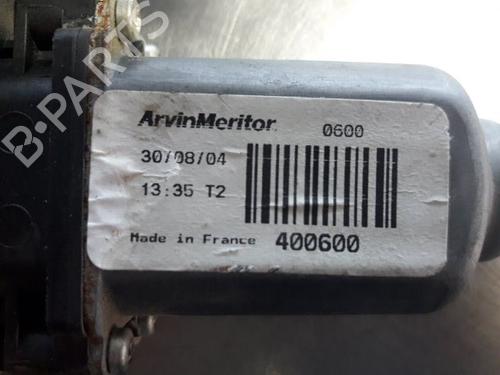 ArvinMeritor 0600
30/08/04
13:35 T2
Made in France 400600
B-PARTS